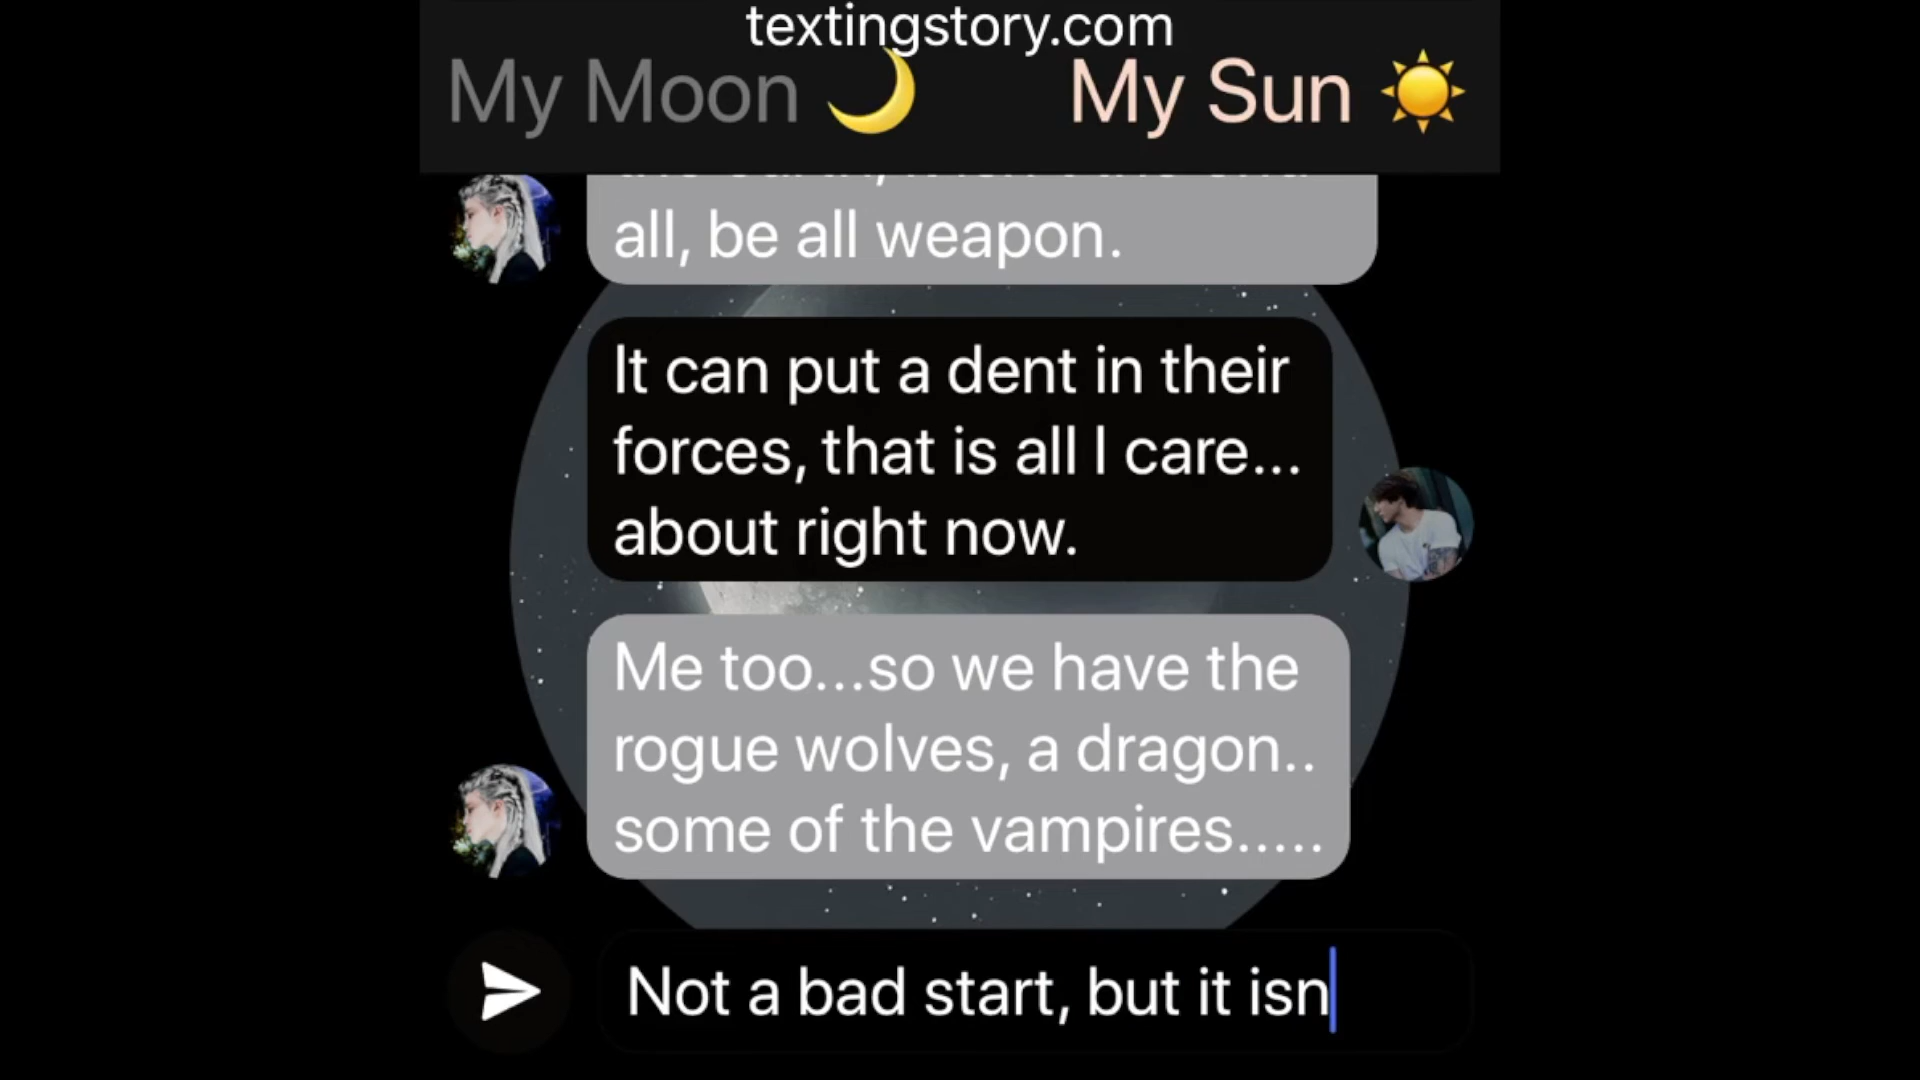 textingstory.com
My Moon 🌙 My Sun ☀️
all, be all weapon.
It can put a dent in their
forces, that is all I care...
about right now.
Me too...so we have the
rogue wolves, a dragon..
some of the vampires.....
Not a bad start, but it isn